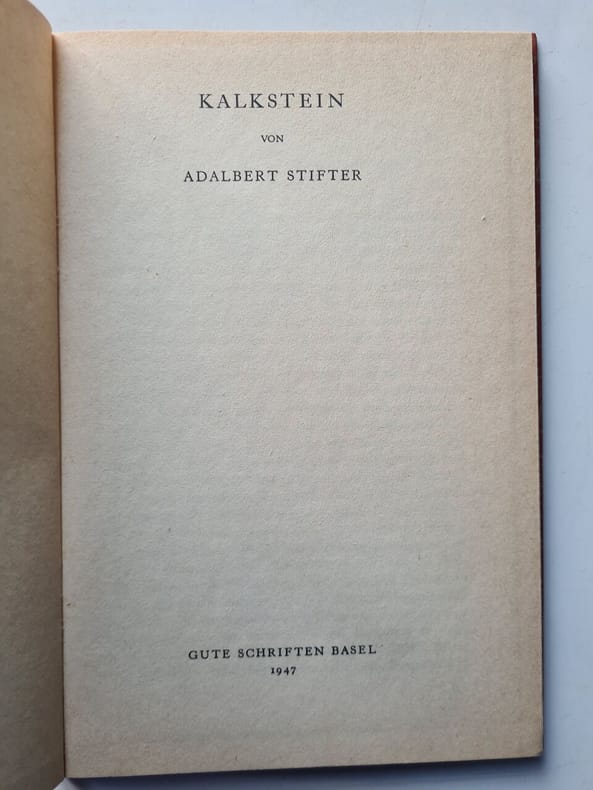 KALKSTEIN
VON
ADALBERT STIFTER
GUTE SCHRIFTEN BASEL
1947